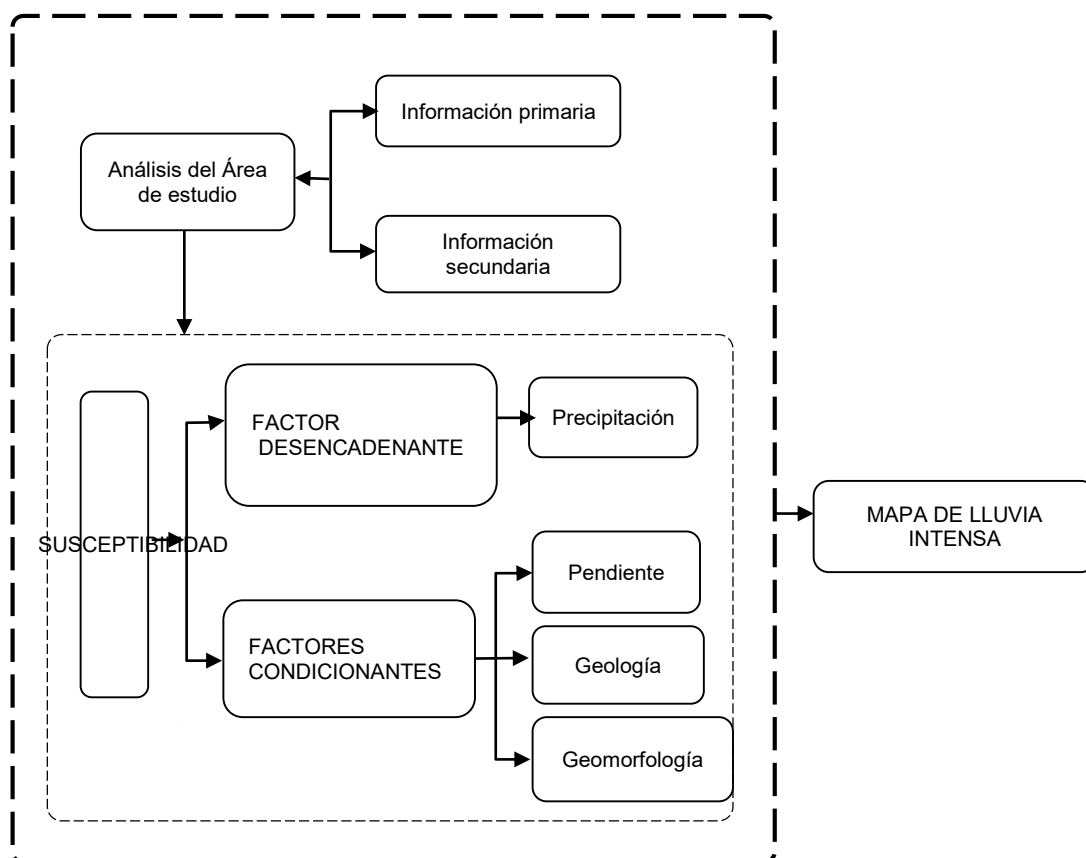 Información primaria
Análisis del Área
de estudio
Información
secundaria
FACTOR
DESENCADENANTE
Precipitación
SUSCEPTIBILIDAD
FACTORES
CONDICIONANTES
Pendiente
Geología
Geomorfología
MAPA DE LLUVIA
INTENSA